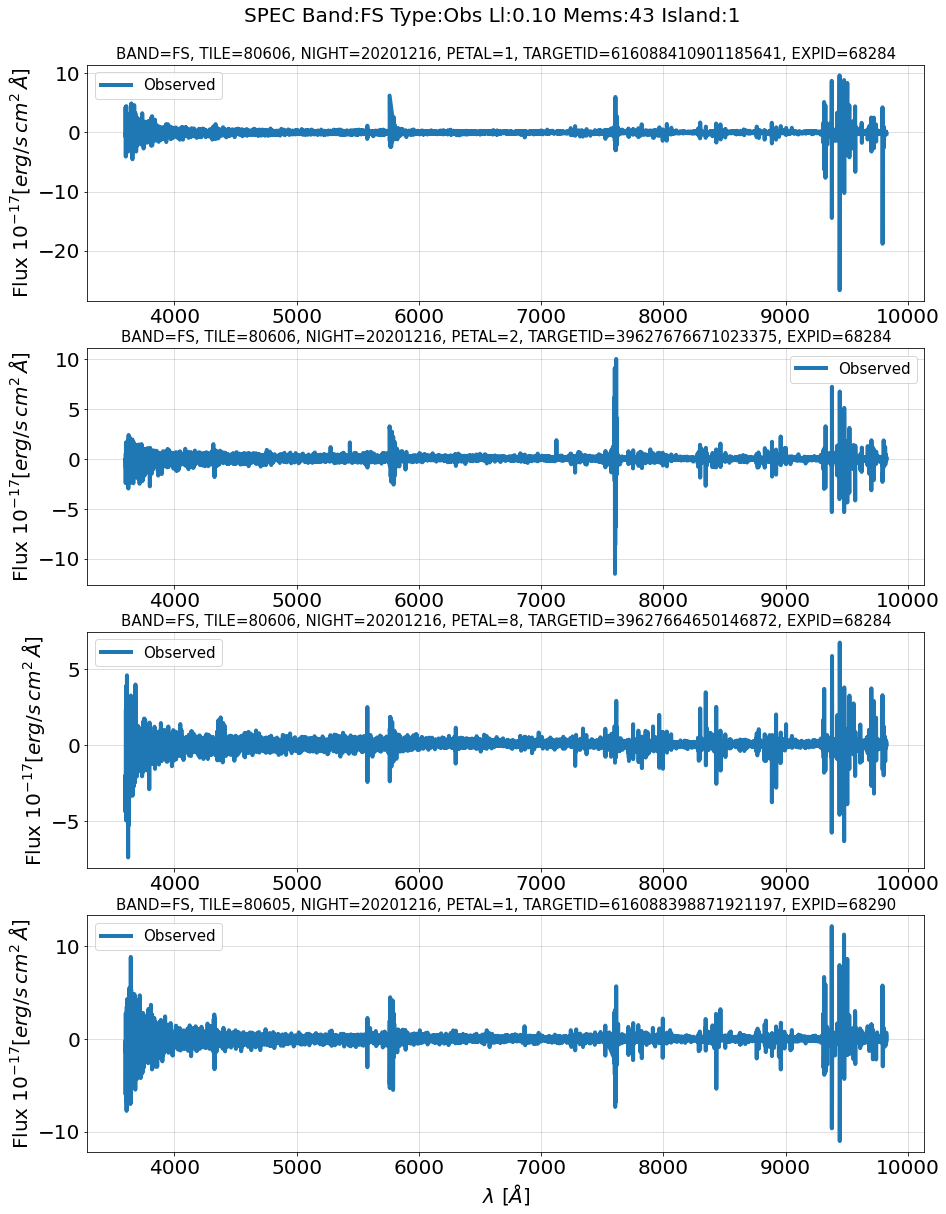 SPEC Band:FS Type:Obs Ll:0.10 Mems:43 Island:1
BAND=FS, TILE=80606, NIGHT=20201216, PETAL=1, TARGETID=616088410901185641, EXPID=68284
Observed
10
0
−10
−20
Flux 10⁻¹⁷[erg/s cm² Å]
4000 5000 6000 7000 8000 9000 10000
BAND=FS, TILE=80606, NIGHT=20201216, PETAL=2, TARGETID=39627676671023375, EXPID=68284
Observed
10
5
0
−5
−10
Flux 10⁻¹⁷[erg/s cm² Å]
4000 5000 6000 7000 8000 9000 10000
BAND=FS, TILE=80606, NIGHT=20201216, PETAL=8, TARGETID=39627664650146872, EXPID=68284
Observed
5
0
−5
Flux 10⁻¹⁷[erg/s cm² Å]
4000 5000 6000 7000 8000 9000 10000
BAND=FS, TILE=80605, NIGHT=20201216, PETAL=1, TARGETID=616088398871921197, EXPID=68290
Observed
10
0
−10
Flux 10⁻¹⁷[erg/s cm² Å]
4000 5000 6000 7000 8000 9000 10000
λ [Å]